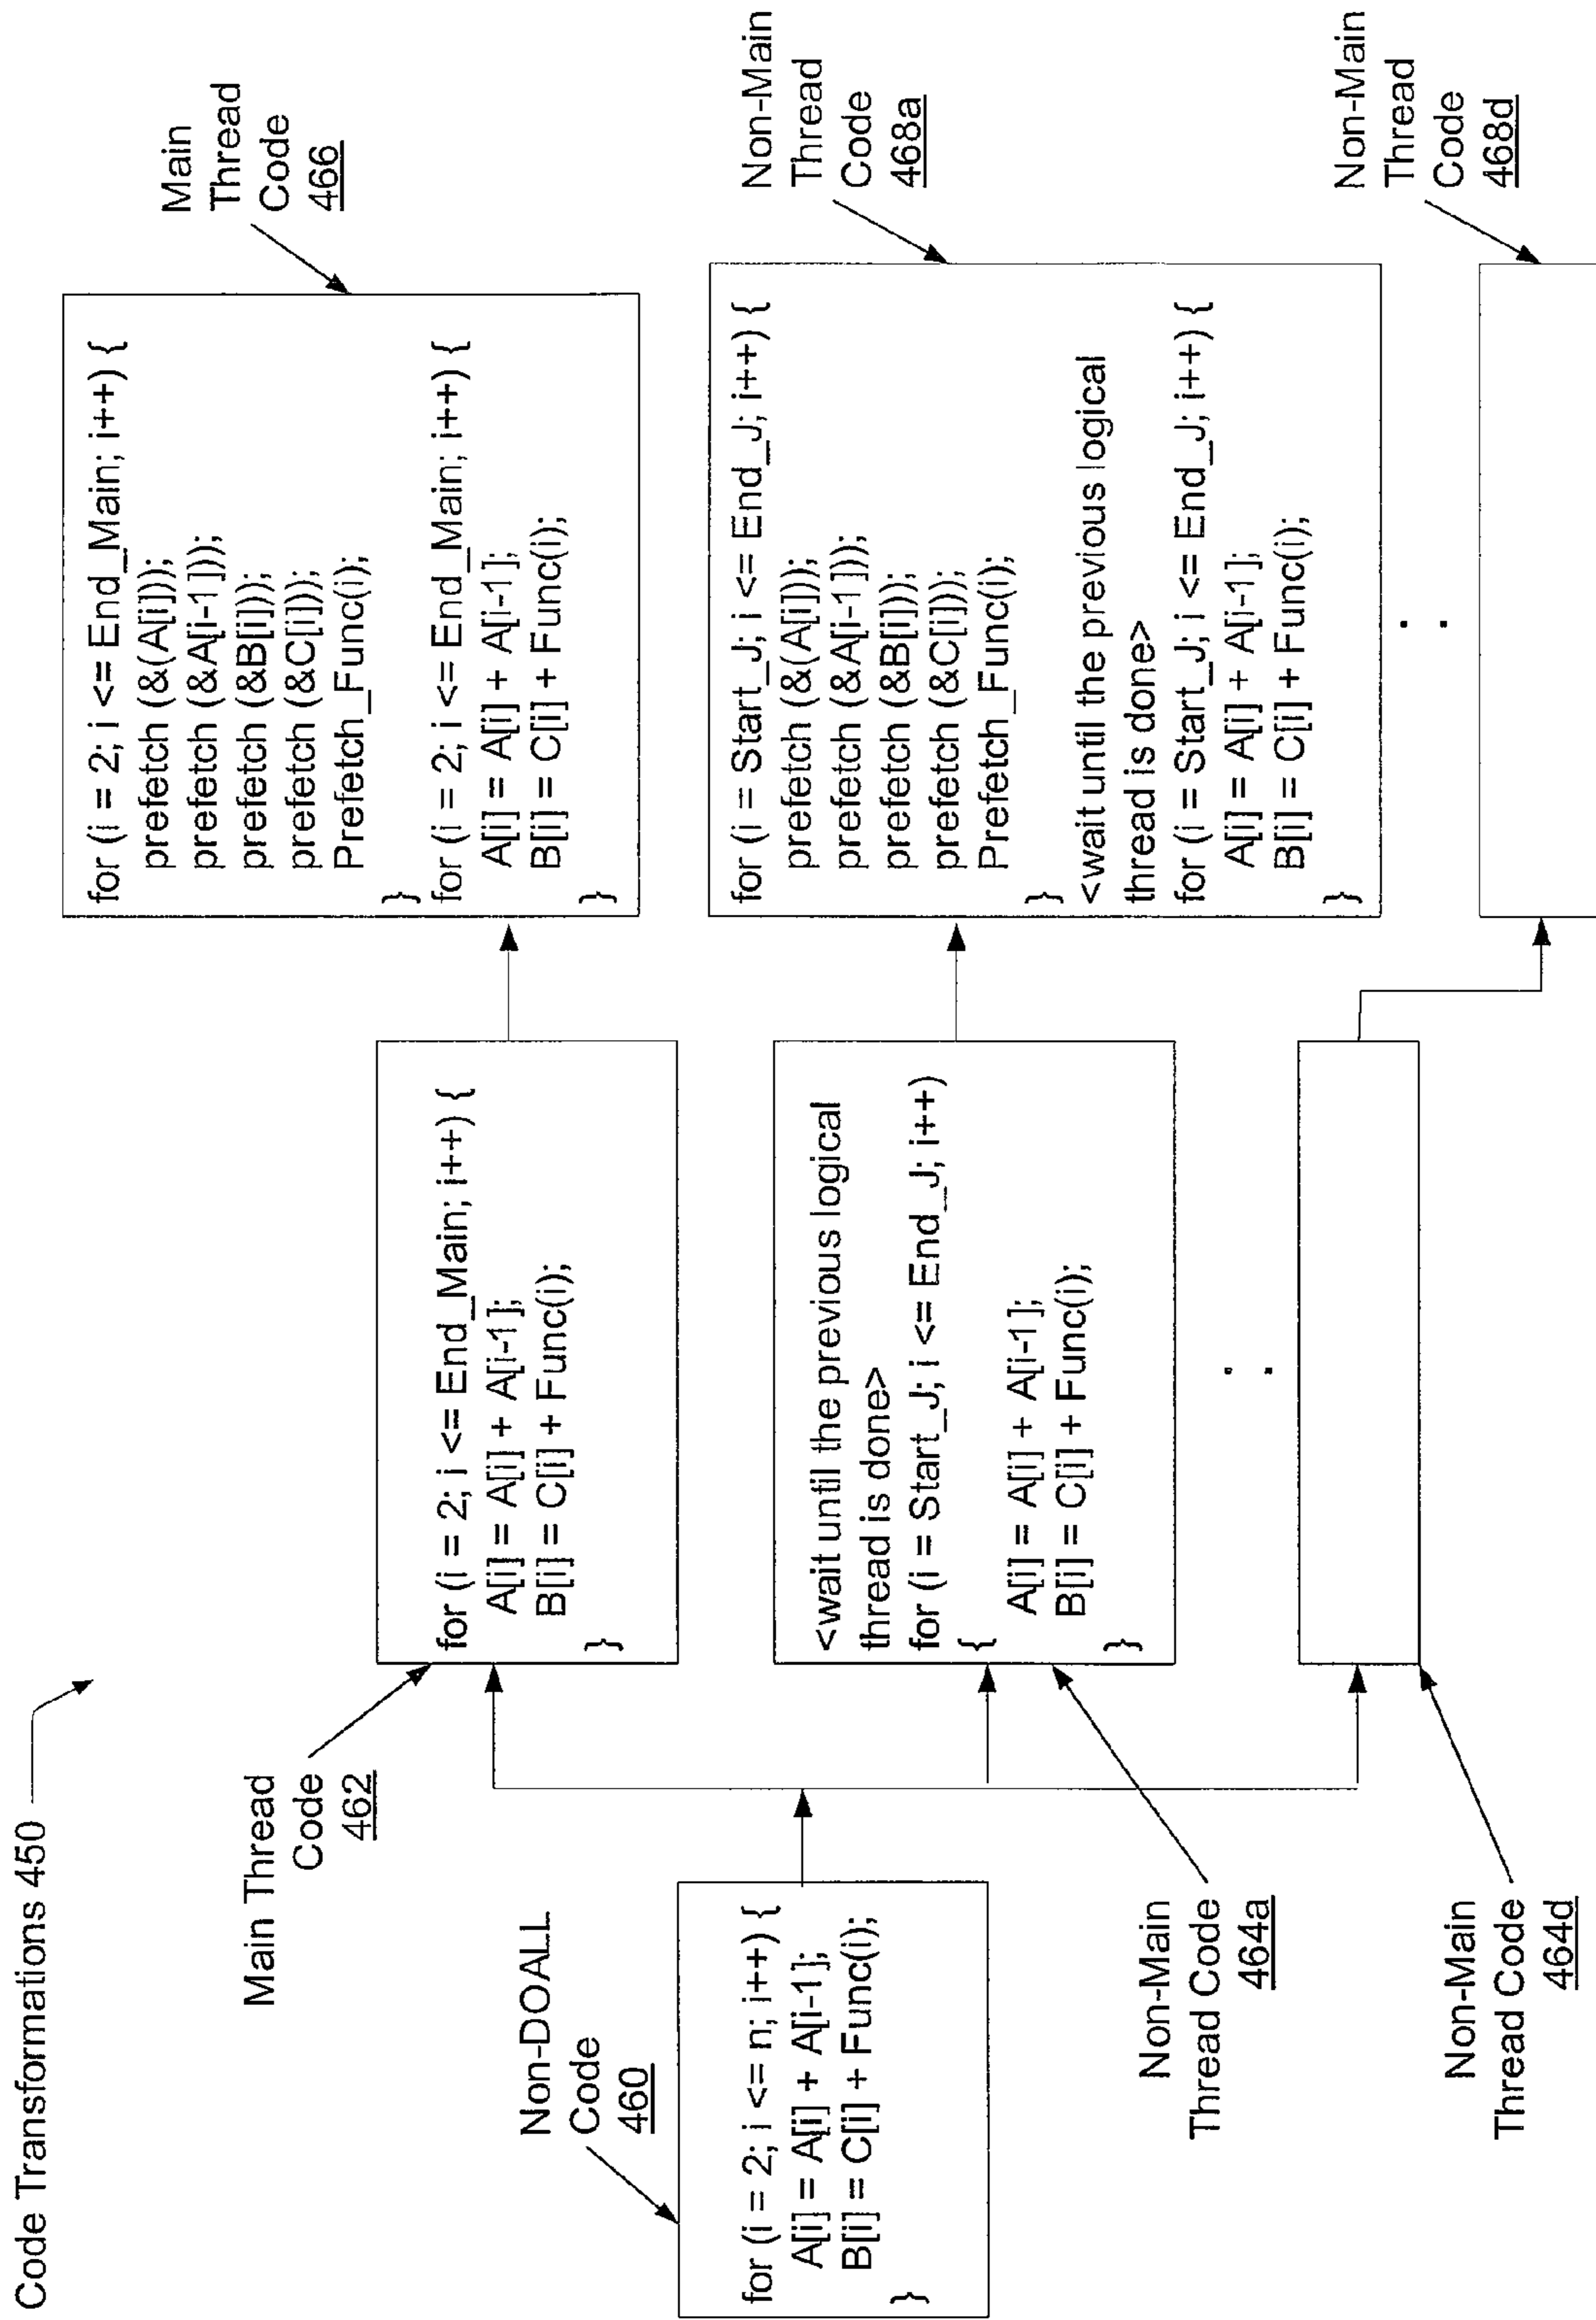 Code Transformations 450
Non-DOALL
Code
460
for (i = 2; i <= n; i++) {
A[i] = A[i] + A[i-1];
B[i] = C[i] + Func(i);
}
Main Thread
Code
462
for (i = 2; i <= End_Main; i++) {
A[i] = A[i] + A[i-1];
B[i] = C[i] + Func(i);
}
Non-Main
Thread Code
464a
<wait until the previous logical
thread is done>
for (i = Start_J; i <= End_J; i++)
{
A[i] = A[i] + A[i-1];
B[i] = C[i] + Func(i);
}
. .
Non-Main
Thread Code
464d
Main
Thread
Code
466
for (i = 2; i <= End_Main; i++) {
prefetch (&(A[i]));
prefetch (&A[i-1]));
prefetch (&B[i]));
prefetch (&C[i]));
Prefetch_Func(i);
}
for (i = 2; i <= End_Main; i++) {
A[i] = A[i] + A[i-1];
B[i] = C[i] + Func(i);
}
Non-Main
Thread
Code
468a
for (i = Start_J; i <= End_J; i++) {
prefetch (&(A[i]));
prefetch (&A[i-1]));
prefetch (&B[i]));
prefetch (&C[i]));
Prefetch_Func(i);
}
<wait until the previous logical
thread is done>
for (i = Start_J; i <= End_J; i++) {
A[i] = A[i] + A[i-1];
B[i] = C[i] + Func(i);
}
. .
Non-Main
Thread
Code
468d